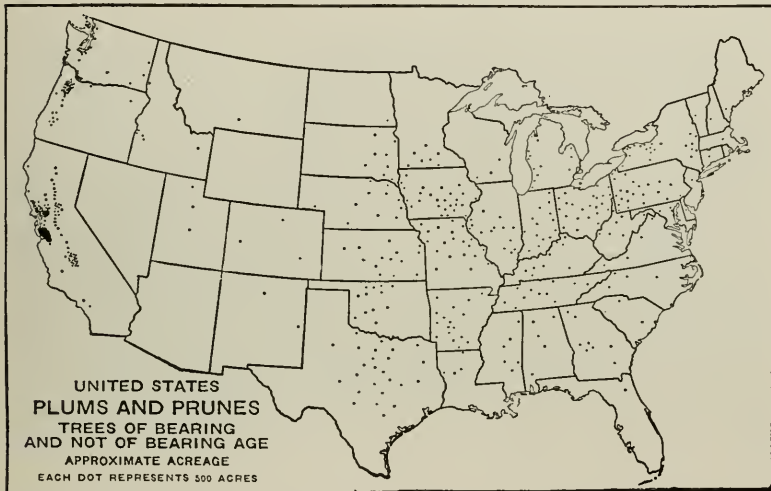 UNITED STATES
PLUMS AND PRUNES
TREES OF BEARING
AND NOT OF BEARING AGE
APPROXIMATE ACREAGE
EACH DOT REPRESENTS 500 ACRES